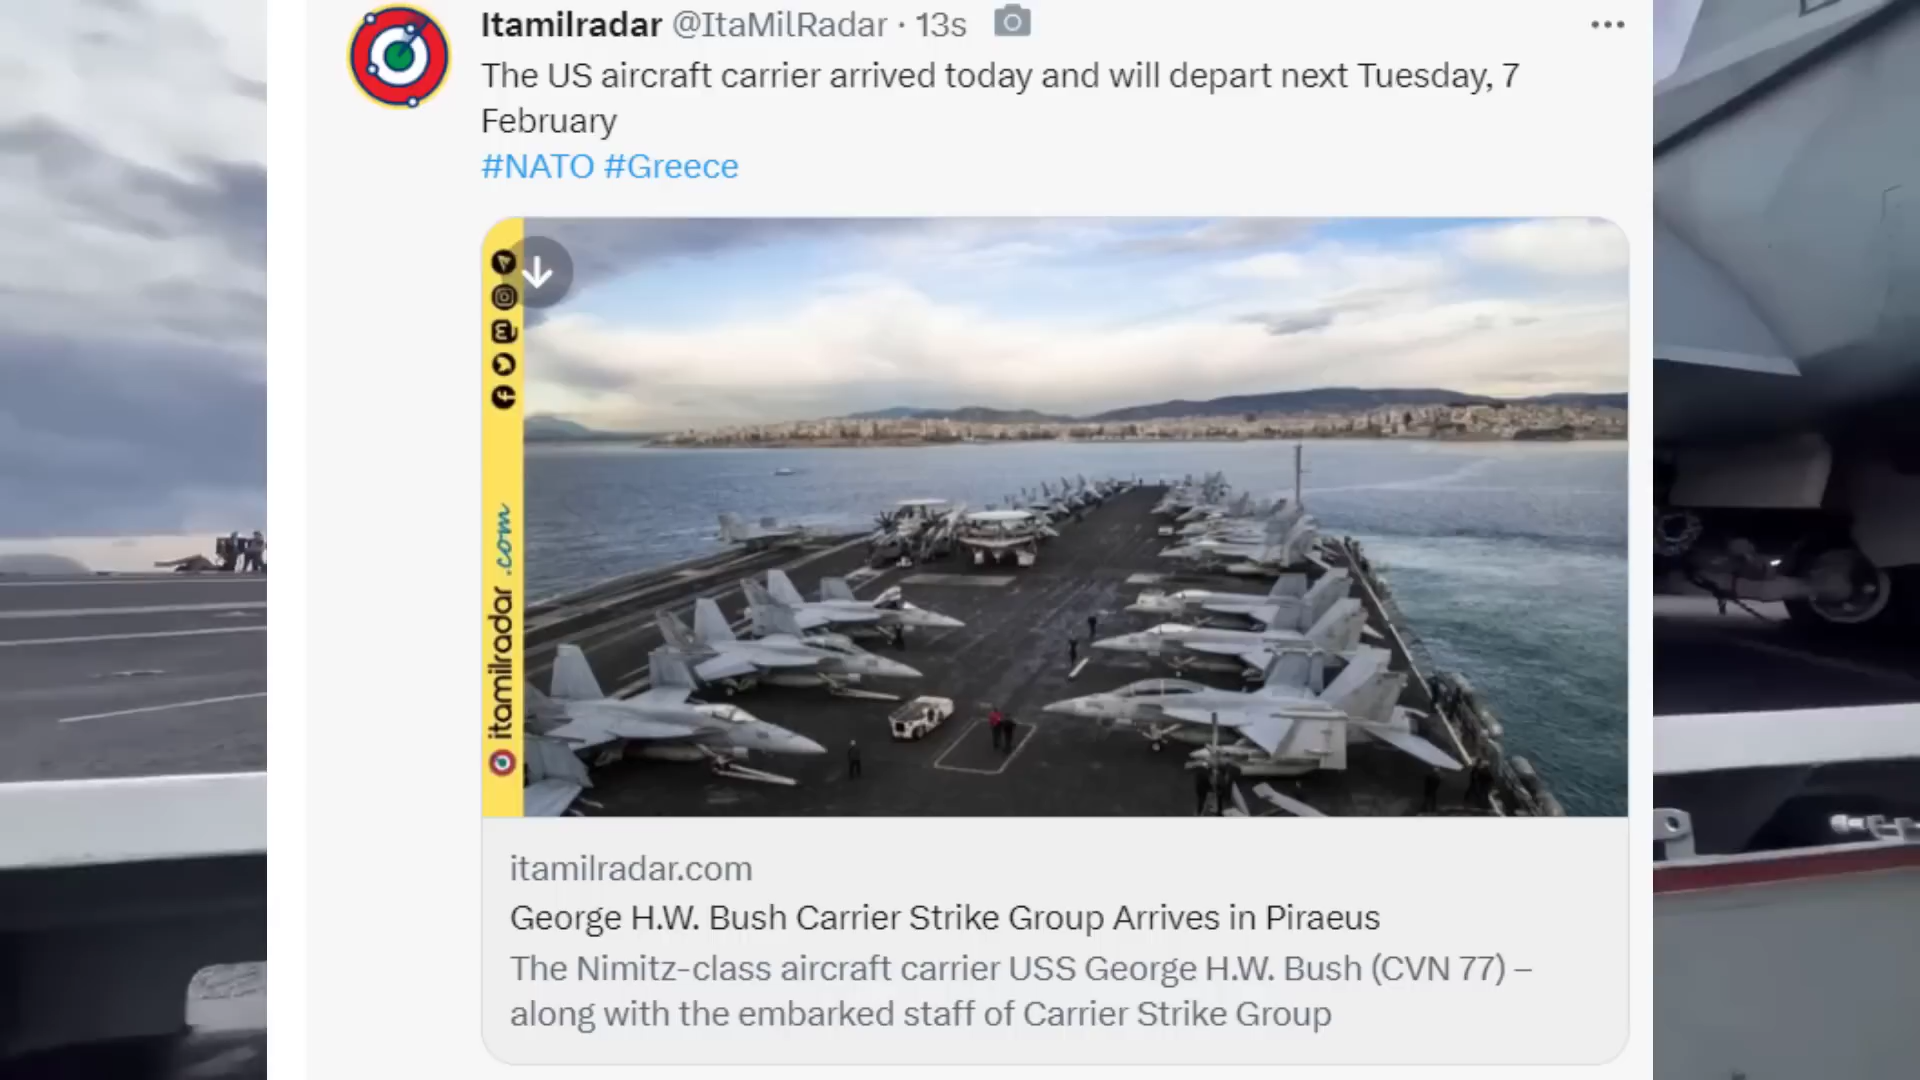 Itamilradar @ItaMilRadar · 13s
The US aircraft carrier arrived today and will depart next Tuesday, 7
February
#NATO #Greece
itamilradar.com
itamilradar.com
George H.W. Bush Carrier Strike Group Arrives in Piraeus
The Nimitz-class aircraft carrier USS George H.W. Bush (CVN 77) –
along with the embarked staff of Carrier Strike Group